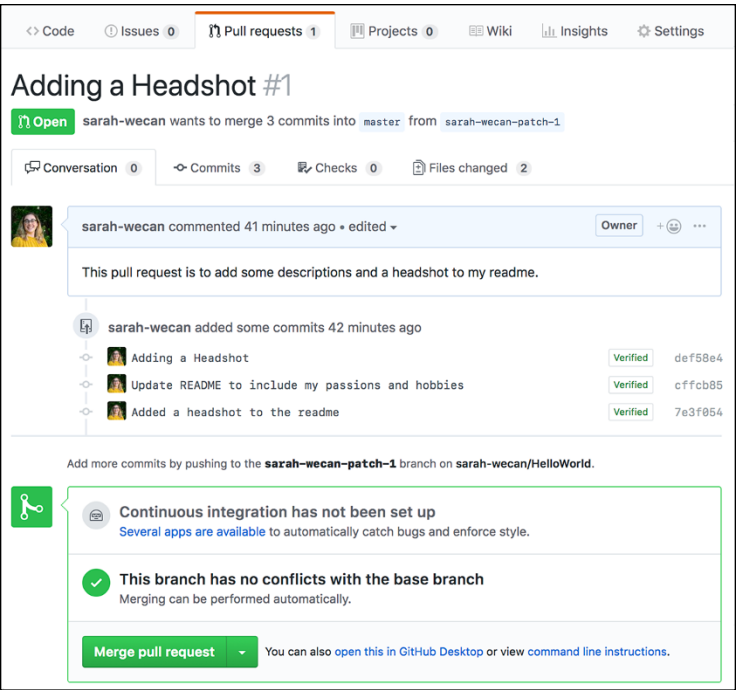 Code Issues 0 Pull requests 1 Projects 0 Wiki Insights Settings
Adding a Headshot #1
Open sarah-wecan wants to merge 3 commits into master from sarah-wecan-patch-1
Conversation 0 Commits 3 Checks 0 Files changed 2
sarah-wecan commented 41 minutes ago • edited Owner
This pull request is to add some descriptions and a headshot to my readme.
sarah-wecan added some commits 42 minutes ago
Adding a Headshot Verified def58e4
Update README to include my passions and hobbies Verified cffcb85
Added a headshot to the readme Verified 7e3f054
Add more commits by pushing to the sarah-wecan-patch-1 branch on sarah-wecan/HelloWorld.
Continuous integration has not been set up
Several apps are available to automatically catch bugs and enforce style.
This branch has no conflicts with the base branch
Merging can be performed automatically.
Merge pull request You can also open this in GitHub Desktop or view command line instructions.